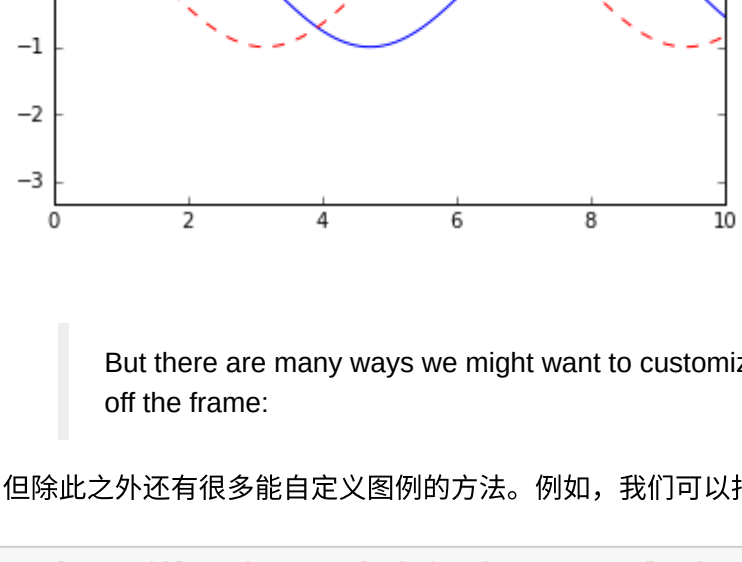 −1
−2
−3
0 2 4 6 8 10
But there are many ways we might want to
off the frame:
但除此之外还有很多能自定义图例的方法。例如，我们可以